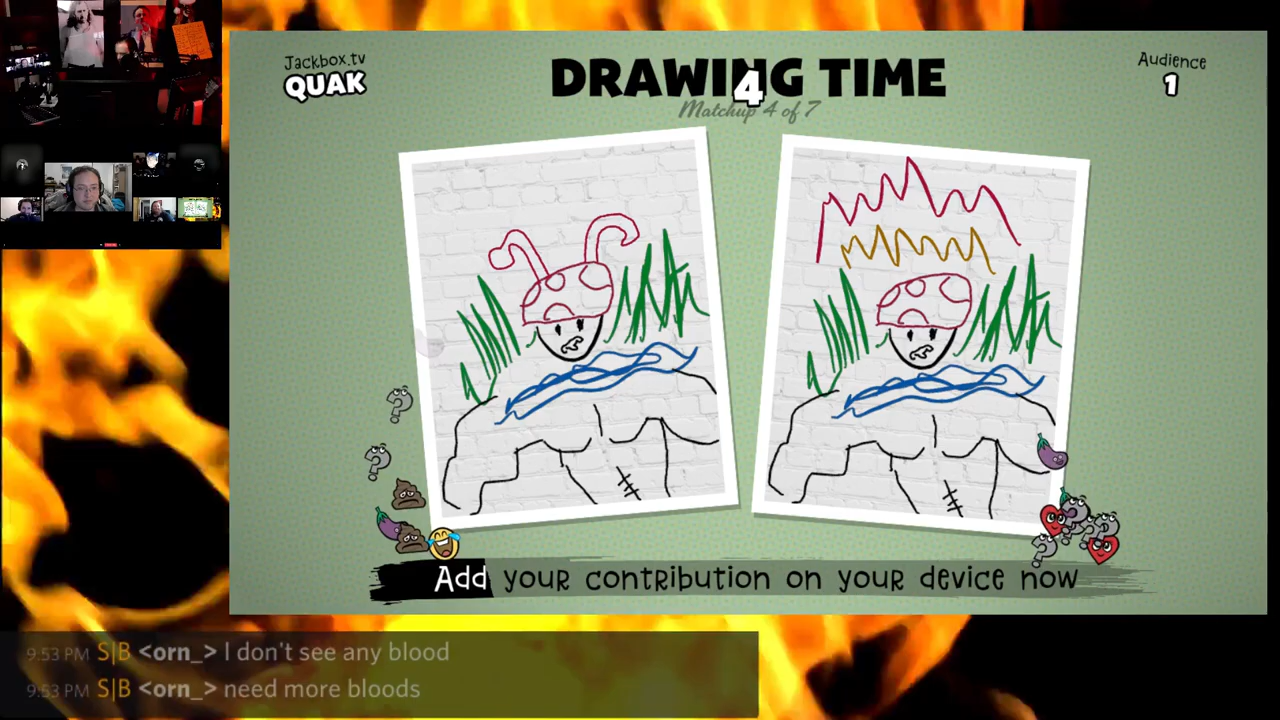 Jackbox.tv
QUAK
DRAWING TIME
4
Matchup 4 of 7
Audience
1
Add your contribution on your device now
9:53 PM S|B <orn_> I don't see any blood
9:53 PM S|B <orn_> need more bloods